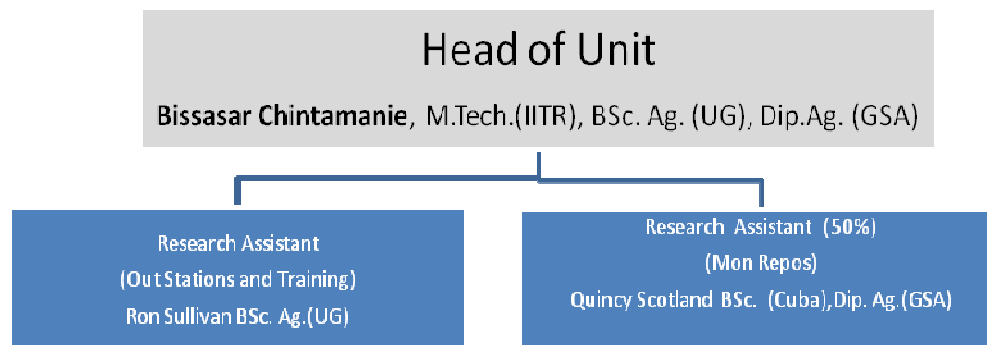 Head of Unit
Bissasar Chintamanie, M.Tech.(IITR), BSc. Ag. (UG), Dip.Ag. (GSA)
Research Assistant
(Out Stations and Training)
Ron Sullivan BSc. Ag.(UG)
Research Assistant (50%)
(Mon Repos)
Quincy Scotland BSc. (Cuba),Dip. Ag.(GSA)